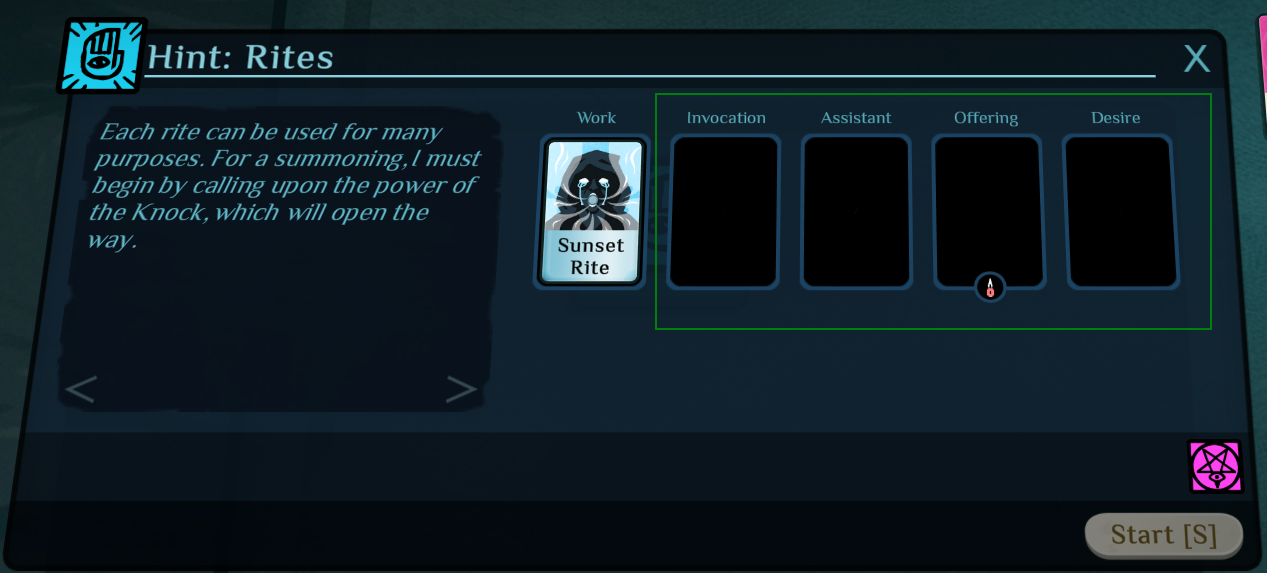 Hint: Rites
X
Each rite can be used for many
purposes. For a summoning, I must
begin by calling upon the power of
the Knock, which will open the
way.
< >
Work Invocation Assistant Offering Desire
Sunset
Rite
Start [S]